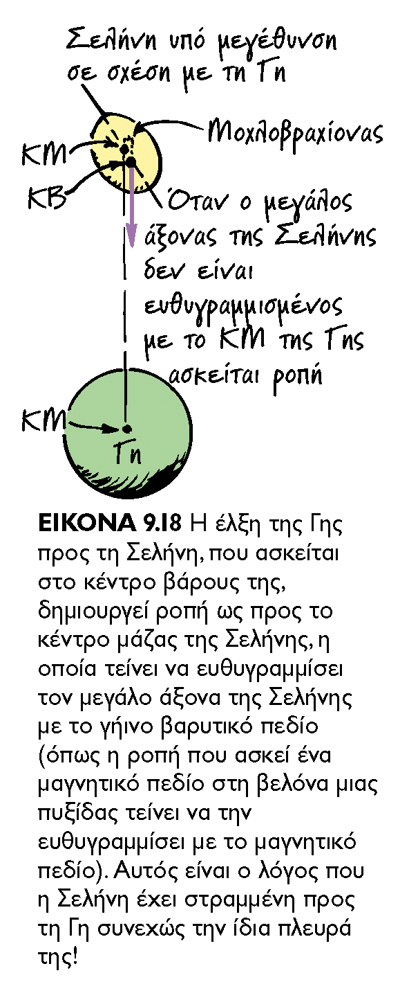 Σελήνη υπό μεγέθυνση
σε σχέση με τη Γη
Μοχλοβραχίονας
ΚΜ
ΚΒ
Όταν ο μεγάλος
άξονας της Σελήνης
δεν είναι
ευθυγραμμισμένος
με το ΚΜ της Γης
ασκείται ροπή
ΚΜ
Γη
ΕΙΚΟΝΑ 9.18 Η έλξη της Γης
προς τη Σελήνη, που ασκείται
στο κέντρο βάρους της,
δημιουργεί ροπή ως προς το
κέντρο μάζας της Σελήνης, η
οποία τείνει να ευθυγραμμίσει
τον μεγάλο άξονα της Σελήνης
με το γήινο βαρυτικό πεδίο
(όπως η ροπή που ασκεί ένα
μαγνητικό πεδίο στη βελόνα μιας
πυξίδας τείνει να την
ευθυγραμμίσει με το μαγνητικό
πεδίο). Αυτός είναι ο λόγος που
η Σελήνη έχει στραμμένη προς
τη Γη συνεχώς την ίδια πλευρά
της!